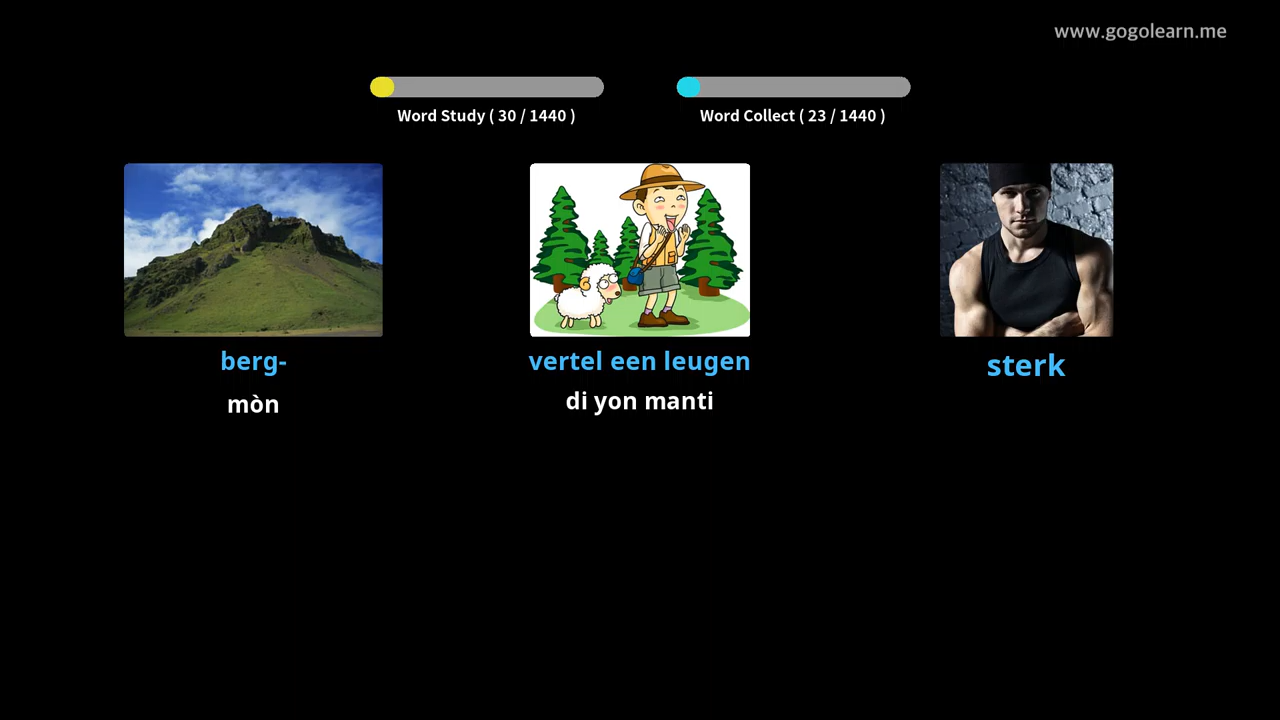 www.gogolearn.me
Word Study ( 30 / 1440 )
Word Collect ( 23 / 1440 )
berg-
mòn
vertel een leugen
di yon manti
sterk